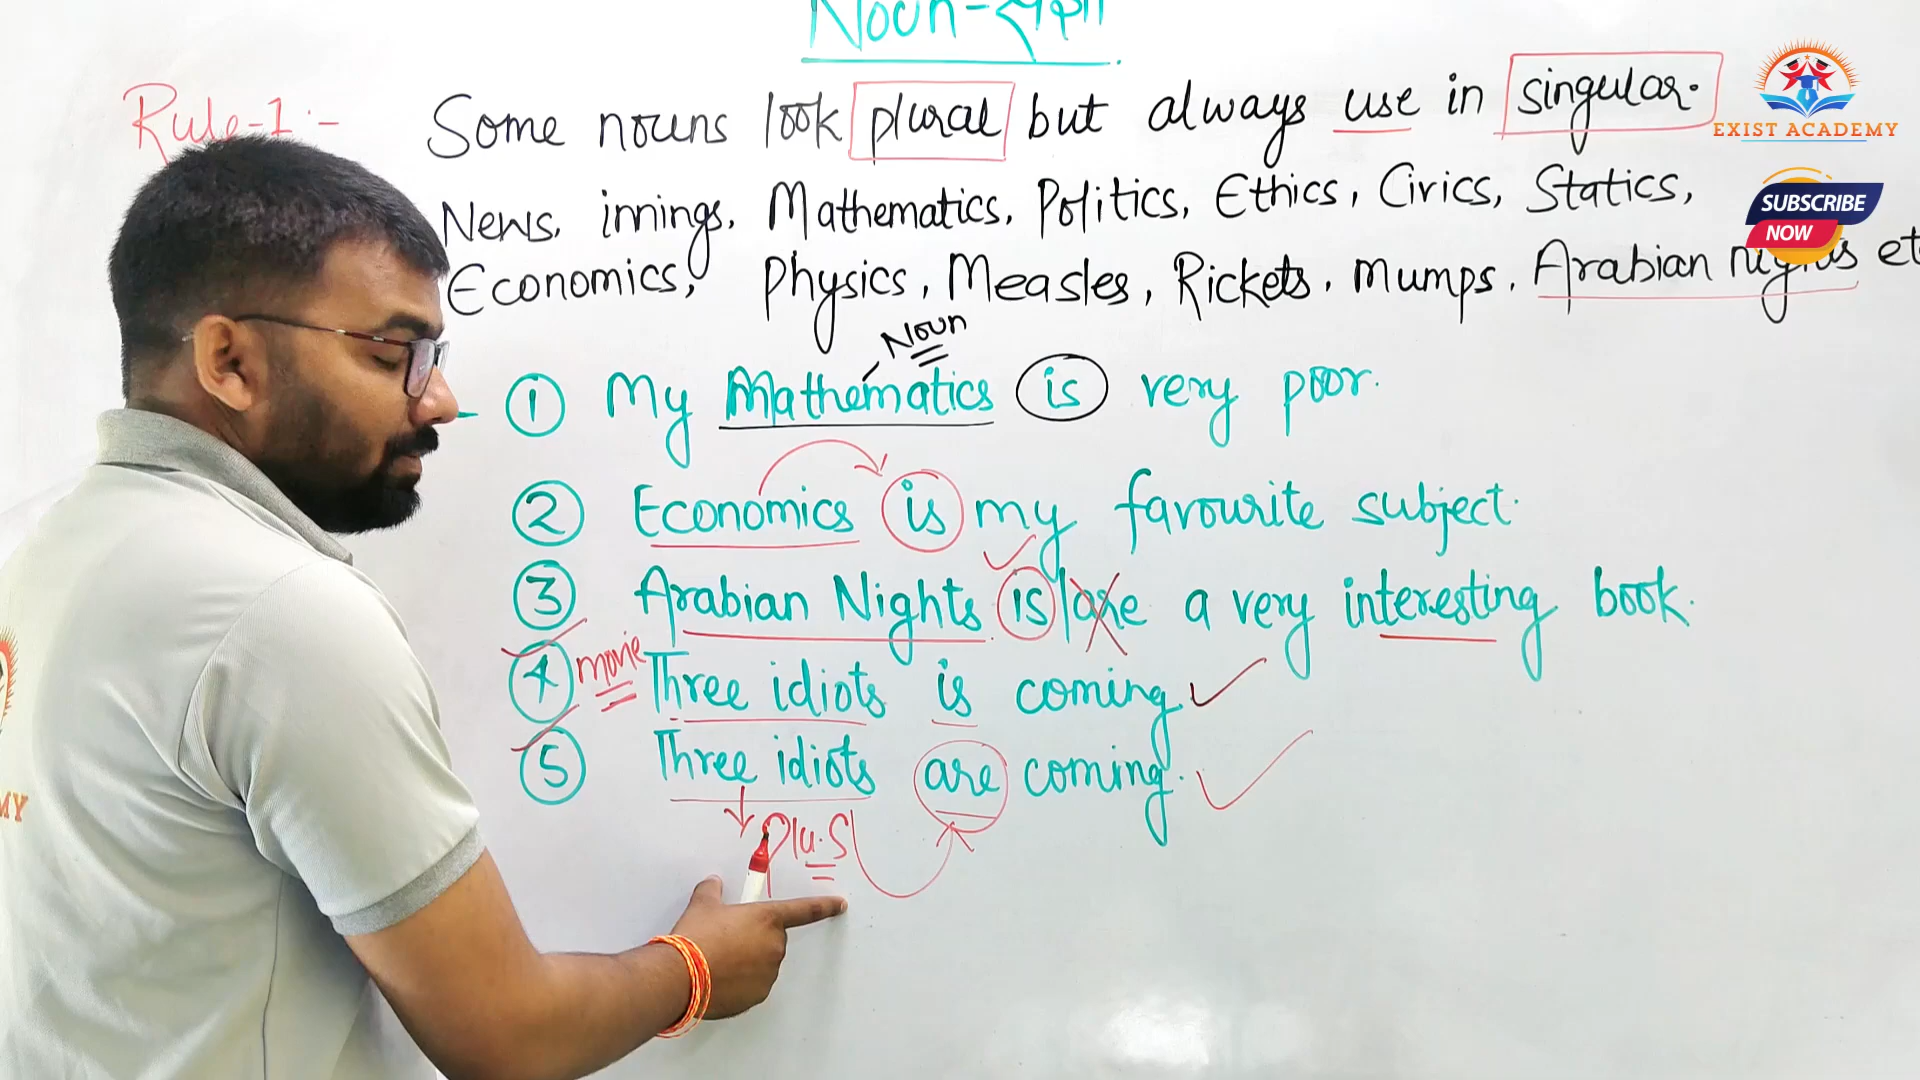 Noun-संज्ञा
Rule-1:- Some nouns look plural but always use in singular.
News, innings, Mathematics, Politics, Ethics, Civics, Statics,
Economics, Physics, Measles, Rickets, Mumps, Arabian nights etc
Noun
① My Mathematics is very poor.
② Economics is my favourite subject.
③ Arabian Nights is/are a very interesting book.
④ movie Three idiots is coming
⑤ Three idiots are coming.
Plu.S
EXIST ACADEMY
SUBSCRIBE
NOW
MY